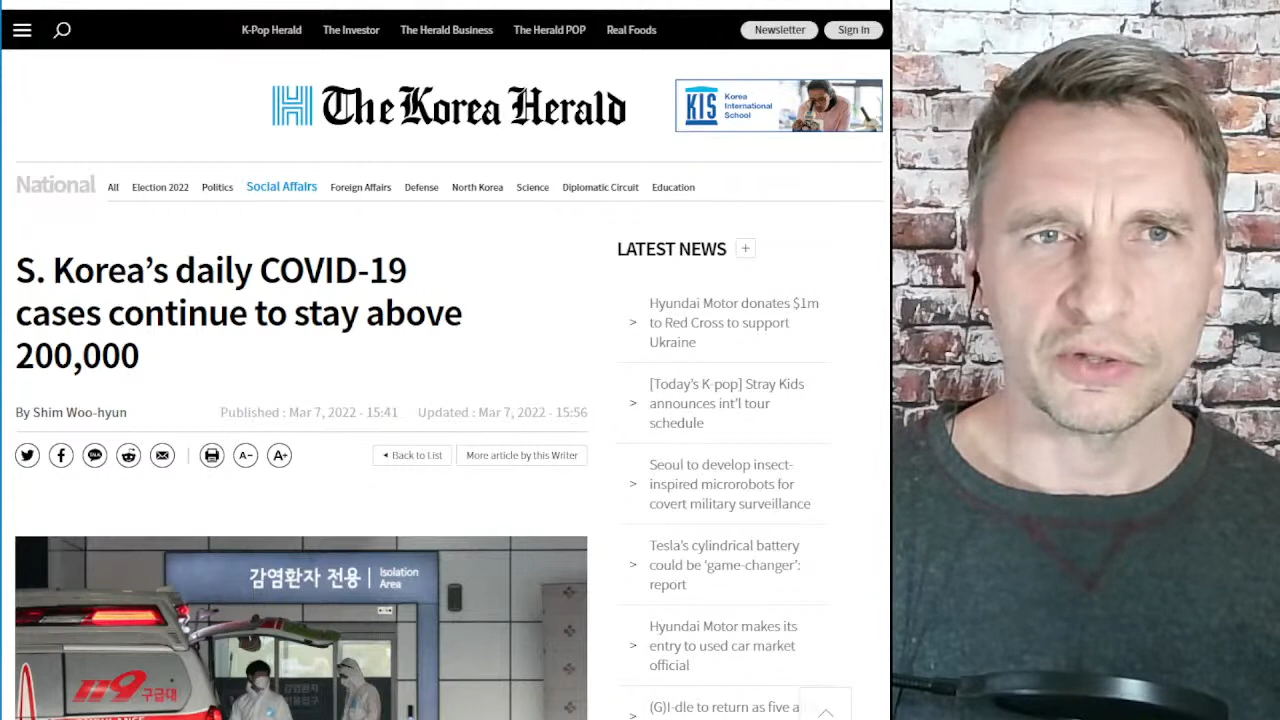 K-Pop Herald The Investor The Herald Business The Herald POP Real Foods Newsletter Sign In
H The Korea Herald
KIS Korea International School
National All Election 2022 Politics Social Affairs Foreign Affairs Defense North Korea Science Diplomatic Circuit Education
S. Korea's daily COVID-19
cases continue to stay above
200,000
By Shim Woo-hyun Published : Mar 7, 2022 - 15:41 Updated : Mar 7, 2022 - 15:56
TALK A- A+ Back to List More article by this Writer
감염환자 전용 | Isolation
Area
119 구급대
AMBULANCE
LATEST NEWS +
> Hyundai Motor donates $1m
to Red Cross to support
Ukraine
> [Today's K-pop] Stray Kids
announces int'l tour
schedule
> Seoul to develop insect-
inspired microrobots for
covert military surveillance
> Tesla's cylindrical battery
could be 'game-changer':
report
> Hyundai Motor makes its
entry to used car market
official
> (G)I-dle to return as five a